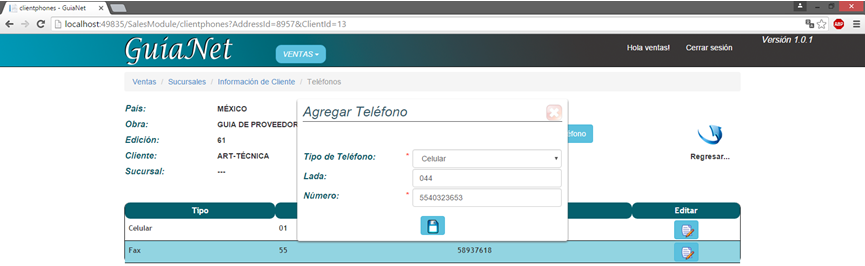 clientphones - GuiaNet
localhost:49835/SalesModule/clientphones?AddressId=8957&ClientId=13
GuíaNet
VENTAS
Hola ventas!
Cerrar sesión
Versión 1.0.1
Ventas / Sucursales / Información de Cliente / Teléfonos
País: MÉXICO
Obra: GUIA DE PROVEEDOR
Edición: 61
Cliente: ART-TÉCNICA
Sucursal: ---
Agregar Teléfono
éfono
Regresar...
Tipo de Teléfono: * Celular
Lada: 044
Número: * 5540323653
Tipo Editar
Celular 01
Fax 55 58937618